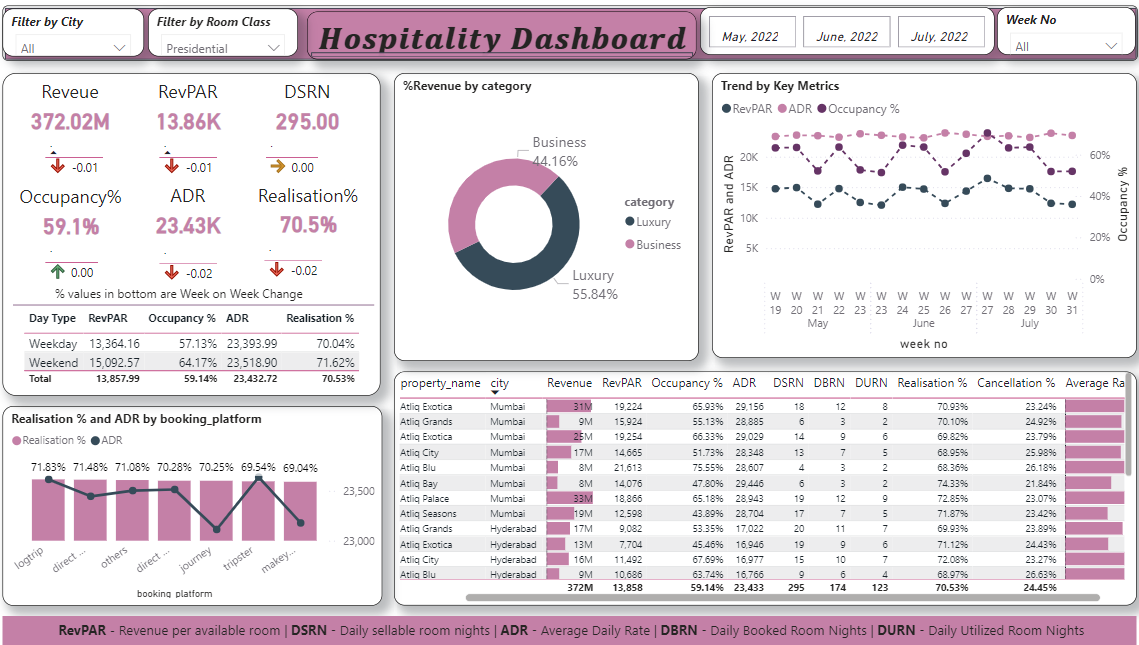 Filter by City
All
Filter by Room Class
Presidential
Hospitality Dashboard
May, 2022
June, 2022
July, 2022
Week No
All
Reveue RevPAR DSRN
372.02M 13.86K 295.00
-0.01 -0.01 0.00
Occupancy% ADR Realisation%
59.1% 23.43K 70.5%
0.00 -0.02 -0.02
% values in bottom are Week on Week Change
Day Type RevPAR Occupancy % ADR Realisation %
Weekday 13,364.16 57.13% 23,393.99 70.04%
Weekend 15,092.57 64.17% 23,518.90 71.62%
Total 13,857.99 59.14% 23,432.72 70.53%
%Revenue by category
Business
44.16%
category
Luxury
Business
Luxury
55.84%
Trend by Key Metrics
RevPAR ADR Occupancy %
RevPAR and ADR
20K
15K
10K
5K
60%
40%
20%
0%
Occupancy %
W W W W W W W W W W W W W W W
19 20 21 22 23 23 24 25 26 27 27 28 29 30 31
May June July
week no
Realisation % and ADR by booking_platform
Realisation % ADR
71.83% 71.48% 71.08% 70.28% 70.25% 69.54% 69.04%
23,500
23,000
logtrip direct ... others direct ... journey tripster makey...
booking_platform
property_name city Revenue RevPAR Occupancy % ADR DSRN DBRN DURN Realisation % Cancellation % Average Ra
Atliq Exotica Mumbai 31M 19,224 65.93% 29,156 18 12 8 70.93% 23.24%
Atliq Grands Mumbai 9M 15,924 55.13% 28,885 6 3 2 70.10% 24.92%
Atliq Exotica Mumbai 25M 19,254 66.33% 29,029 14 9 6 69.82% 23.79%
Atliq City Mumbai 17M 14,665 51.73% 28,348 13 7 5 68.95% 25.98%
Atliq Blu Mumbai 8M 21,613 75.55% 28,607 4 3 2 68.36% 26.18%
Atliq Bay Mumbai 8M 14,076 47.80% 29,446 6 3 2 74.33% 21.84%
Atliq Palace Mumbai 33M 18,866 65.18% 28,943 19 12 9 72.85% 23.07%
Atliq Seasons Mumbai 19M 12,598 43.89% 28,704 17 7 5 71.87% 23.42%
Atliq Grands Hyderabad 17M 9,082 53.35% 17,022 20 11 7 69.93% 23.89%
Atliq Exotica Hyderabad 13M 7,704 45.46% 16,946 19 9 6 71.12% 24.43%
Atliq City Hyderabad 16M 11,492 67.69% 16,977 15 10 7 72.08% 23.27%
Atliq Blu Hyderabad 9M 10,686 63.74% 16,766 9 6 4 68.97% 26.63%
372M 13,858 59.14% 23,433 295 174 123 70.53% 24.45%
RevPAR - Revenue per available room | DSRN - Daily sellable room nights | ADR - Average Daily Rate | DBRN - Daily Booked Room Nights | DURN - Daily Utilized Room Nights